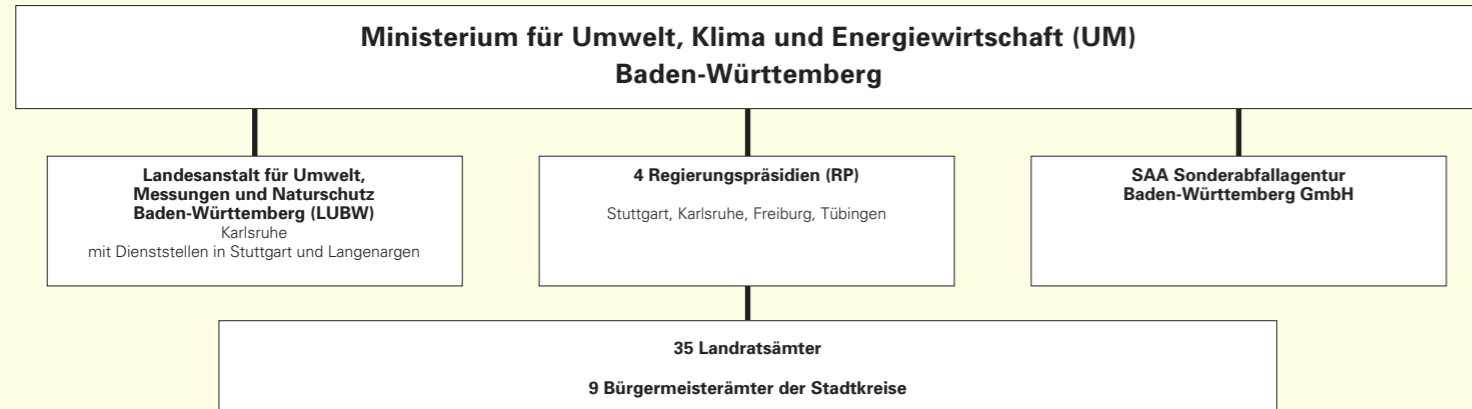 Ministerium für Umwelt, Klima und Energiewirtschaft (UM)
Baden-Württemberg
Landesanstalt für Umwelt,
Messungen und Naturschutz
Baden-Württemberg (LUBW)
Karlsruhe
mit Dienststellen in Stuttgart und Langenargen
4 Regierungspräsidien (RP)
Stuttgart, Karlsruhe, Freiburg, Tübingen
SAA Sonderabfallagentur
Baden-Württemberg GmbH
35 Landratsämter
9 Bürgermeisterämter der Stadtkreise